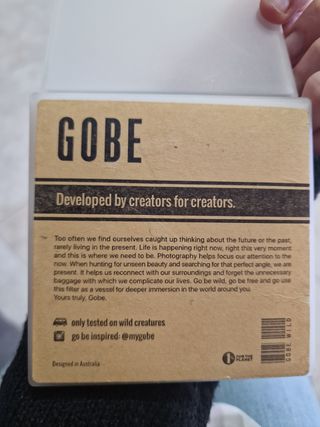 GOBE
Developed by creators for creators.
Too often we find ourselves caught up thinking about the future or the past,
rarely living in the present. Life is happening right now, right this very moment
and this is where we need to be. Photography helps focus our attention to the
now. When hunting for unseen beauty and searching for that perfect angle, we are
present. It helps us reconnect with our surroundings and forget the unnecessary
baggage with which we complicate our lives. Go be wild, go be free and go use
this filter as a vessel for deeper immersion in the world around you.
Yours truly, Gobe.
only tested on wild creatures
go be inspired: @mygobe
GOBE WILD
Designed in Australia
1% FOR THE
PLANET